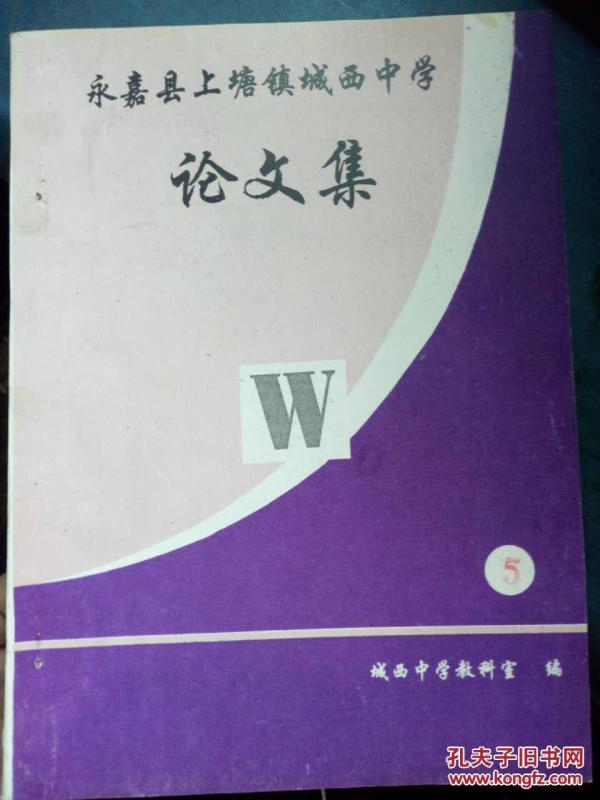 永嘉县上塘镇城西中学
论文集
W
5
城西中学教科室 编
孔夫子旧书网
www.kongfz.com